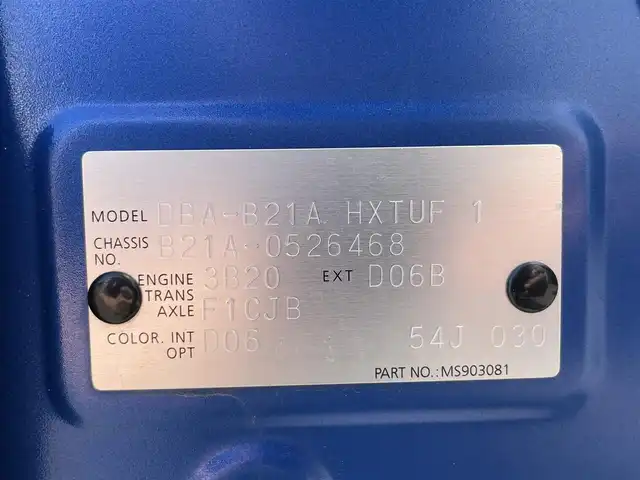 MODEL DBA-B21A HXTUF 1
CHASSIS NO. B21A-0526468
ENGINE 3B20 EXT D06B
TRANS AXLE F1CJB
COLOR. INT OPT D06 54J 030
PART NO.:MS903081